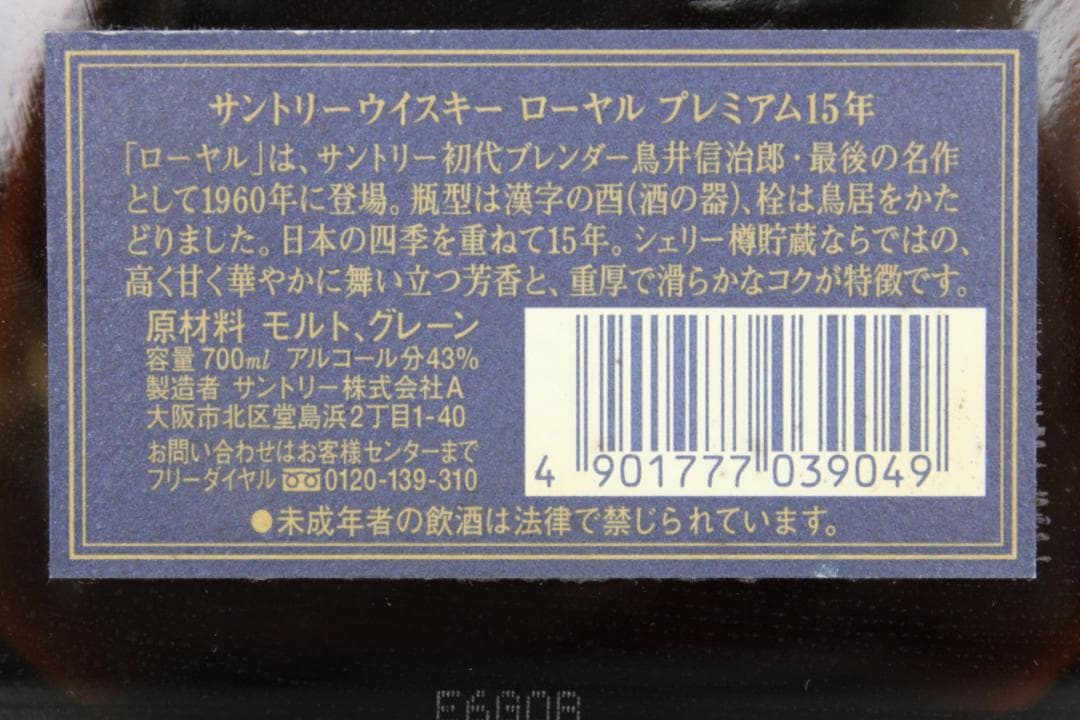 サントリーウイスキー ローヤル プレミアム15年
「ローヤル」は、サントリー初代ブレンダー鳥井信治郎・最後の名作
として1960年に登場。瓶型は漢字の酉(酒の器)、栓は鳥居をかた
どりました。日本の四季を重ねて15年。シェリー樽貯蔵ならではの、
高く甘く華やかに舞い立つ芳香と、重厚で滑らかなコクが特徴です。
原材料 モルト、グレーン
容量 700ml アルコール分43%
製造者 サントリー株式会社A
大阪市北区堂島浜2丁目1-40
お問い合わせはお客様センターまで
フリーダイヤル 0120-139-310
4 901777 039049
●未成年者の飲酒は法律で禁じられています。